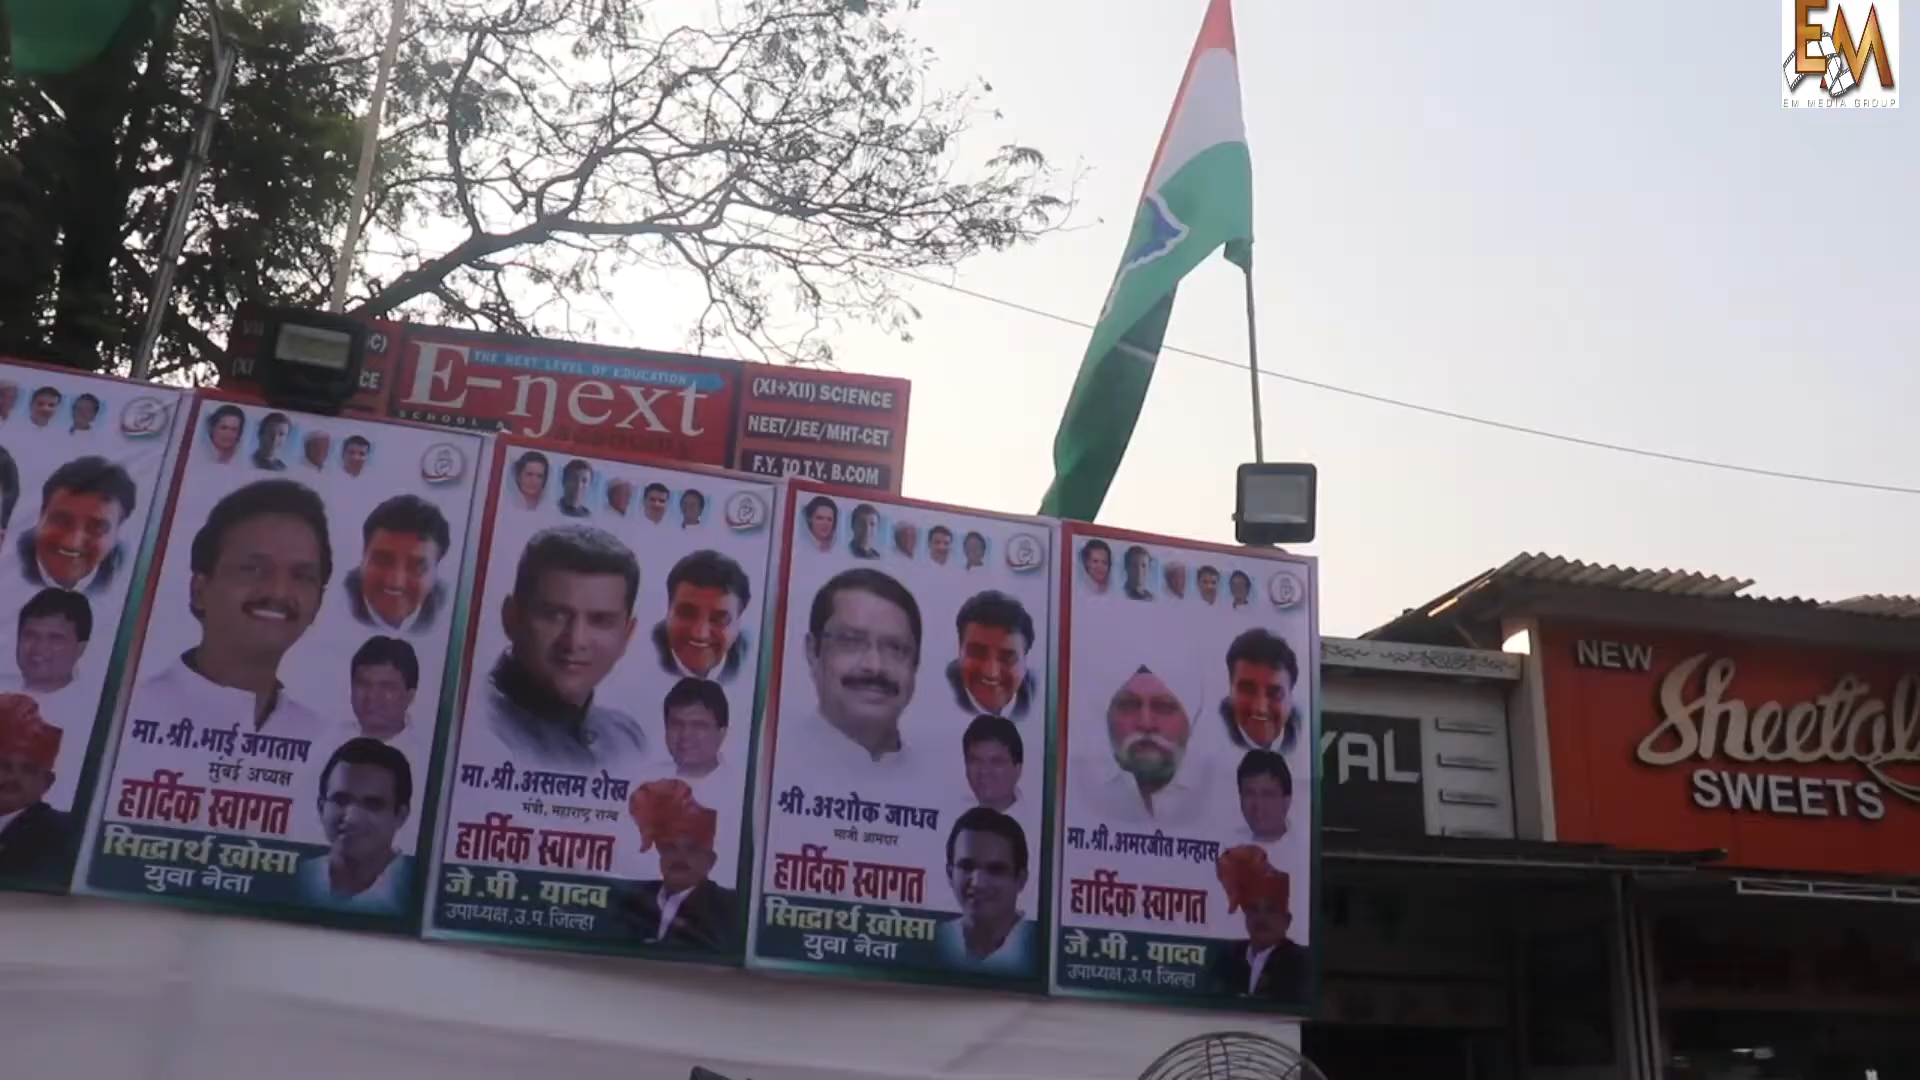 EM
EM MEDIA GROUP
THE NEXT LEVEL OF EDUCATION
E-next
SCHOOL
(XI+XII) SCIENCE
NEET/JEE/MHT-CET
F.Y. TO T.Y. B.COM
मा.श्री.भाई जगताप
मुंबई अध्यक्ष
हार्दिक स्वागत
सिद्धार्थ खोसा
युवा नेता
मा.श्री.असलम शेख
मंत्री, महाराष्ट्र राज्य
हार्दिक स्वागत
जे.पी. यादव
उपाध्यक्ष,उ.प.जिल्हा
श्री.अशोक जाधव
माजी आमदार
हार्दिक स्वागत
सिद्धार्थ खोसा
युवा नेता
मा.श्री.अमरजीत मन्हास
हार्दिक स्वागत
जे.पी. यादव
उपाध्यक्ष,उ.प.जिल्हा
NEW
Sheetal
SWEETS